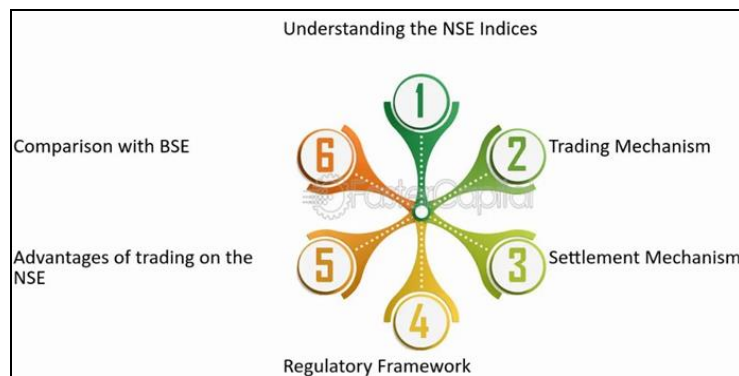 Understanding the NSE Indices
1
2
Trading Mechanism
3
Settlement Mechanism
4
Regulatory Framework
5
Advantages of trading on the
NSE
6
Comparison with BSE
FasterCapital